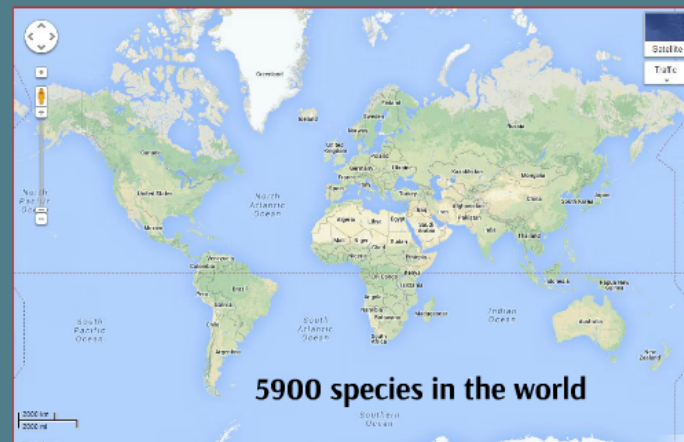 Satellite
Traffic
Greenland
Iceland
Finland
Sweden
Norway
Russia
Canada
United
Kingdom
Poland
Germany
Ukraine
France
Kazakhstan
Mongolia
Spain
Italy
Turkey
United States
North
Pacific
Ocean
North
Atlantic
Ocean
China
Japan
South Korea
Afghanistan
Pakistan
Iraq
Algeria
Libya
Egypt
Saudi
Arabia
Mexico
India
Mali
Niger
Chad
Sudan
Thailand
Nigeria
Ethiopia
Venezuela
Colombia
Kenya
DR Congo
Tanzania
Indonesia
Papua New
Guinea
Peru
Brazil
Bolivia
Angola
Namibia
Botswana
Madagascar
South
Pacific
Ocean
Chile
South
Atlantic
Ocean
Indian
Ocean
Australia
South
Africa
Argentina
New
Zealand
5900 species in the world
Southern
Ocean
2000 km
2000 mi